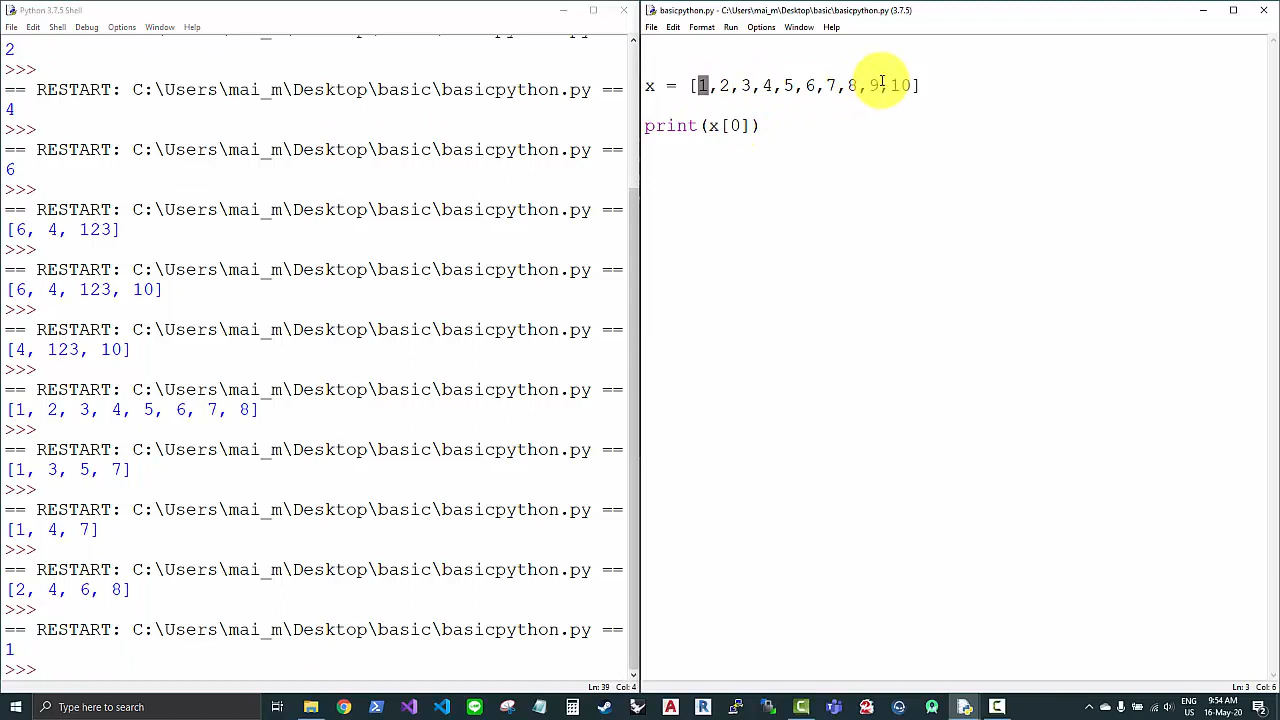 Python 3.7.5 Shell
File Edit Shell Debug Options Window Help
2
>>>
== RESTART: C:\Users\mai_m\Desktop\basic\basicpython.py ==
4
>>>
== RESTART: C:\Users\mai_m\Desktop\basic\basicpython.py ==
6
>>>
== RESTART: C:\Users\mai_m\Desktop\basic\basicpython.py ==
[6, 4, 123]
>>>
== RESTART: C:\Users\mai_m\Desktop\basic\basicpython.py ==
[6, 4, 123, 10]
>>>
== RESTART: C:\Users\mai_m\Desktop\basic\basicpython.py ==
[4, 123, 10]
>>>
== RESTART: C:\Users\mai_m\Desktop\basic\basicpython.py ==
[1, 2, 3, 4, 5, 6, 7, 8]
>>>
== RESTART: C:\Users\mai_m\Desktop\basic\basicpython.py ==
[1, 3, 5, 7]
>>>
== RESTART: C:\Users\mai_m\Desktop\basic\basicpython.py ==
[1, 4, 7]
>>>
== RESTART: C:\Users\mai_m\Desktop\basic\basicpython.py ==
[2, 4, 6, 8]
>>>
== RESTART: C:\Users\mai_m\Desktop\basic\basicpython.py ==
1
>>>
Ln: 39 Col: 4
basicpython.py - C:\Users\mai_m\Desktop\basic\basicpython.py (3.7.5)
File Edit Format Run Options Window Help
x = [1,2,3,4,5,6,7,8,9,10]
print(x[0])
Ln: 3 Col: 6
Type here to search
ENG
US
9:54 AM
16-May-20